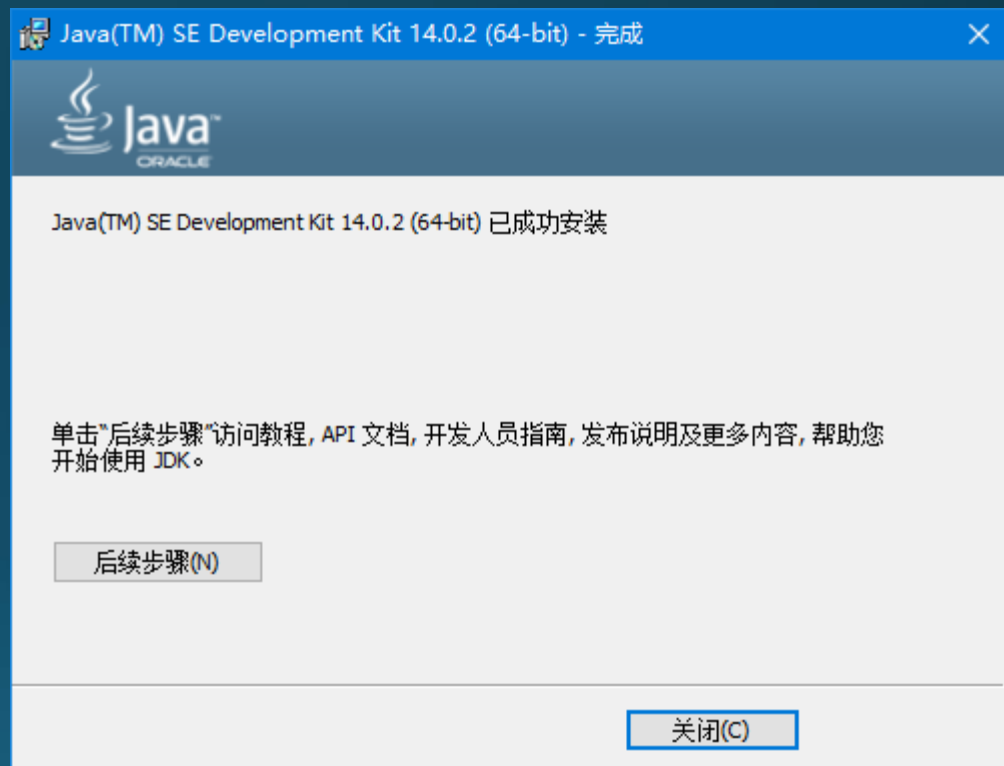 Java(TM) SE Development Kit 14.0.2 (64-bit) - 完成
Java™
ORACLE
Java(TM) SE Development Kit 14.0.2 (64-bit) 已成功安装
单击"后续步骤"访问教程, API 文档, 开发人员指南, 发布说明及更多内容, 帮助您
开始使用 JDK。
后续步骤(N)
关闭(C)